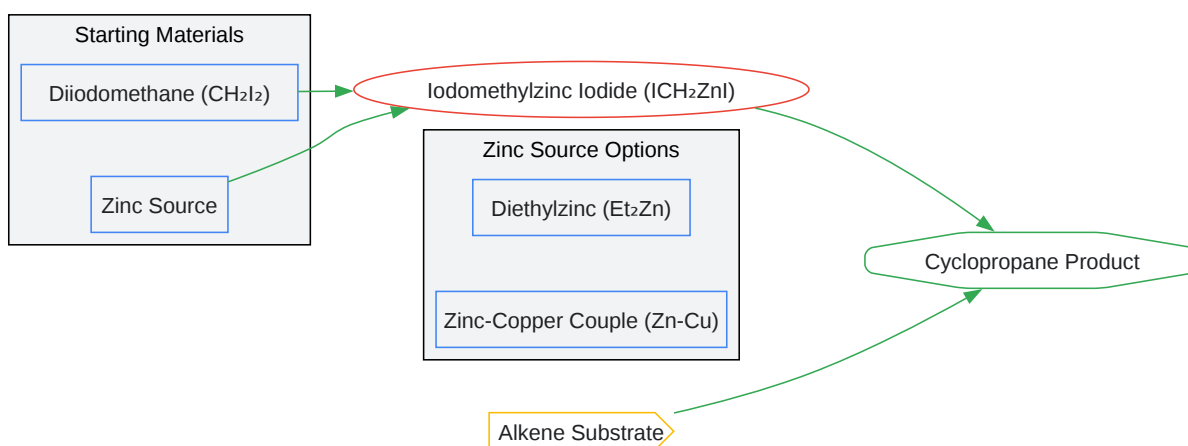 Starting Materials
Diiodomethane (CH₂I₂)
Zinc Source
Iodomethylzinc Iodide (ICH₂ZnI)
Zinc Source Options
Diethylzinc (Et₂Zn)
Zinc-Copper Couple (Zn-Cu)
Alkene Substrate
Cyclopropane Product